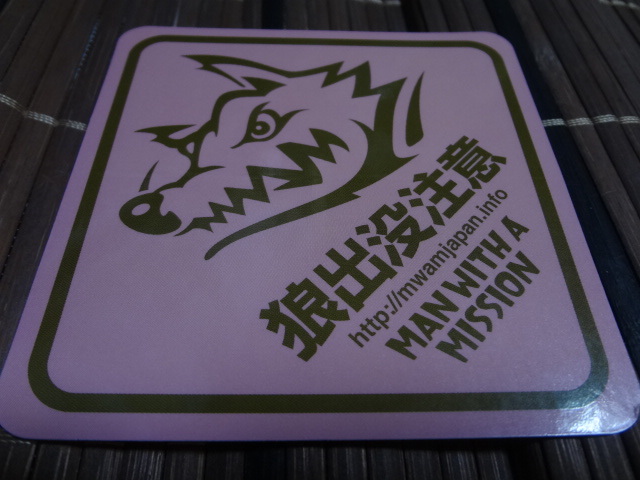 狼出没注意
http://mwamjapan.info
MAN WITH A
MISSION